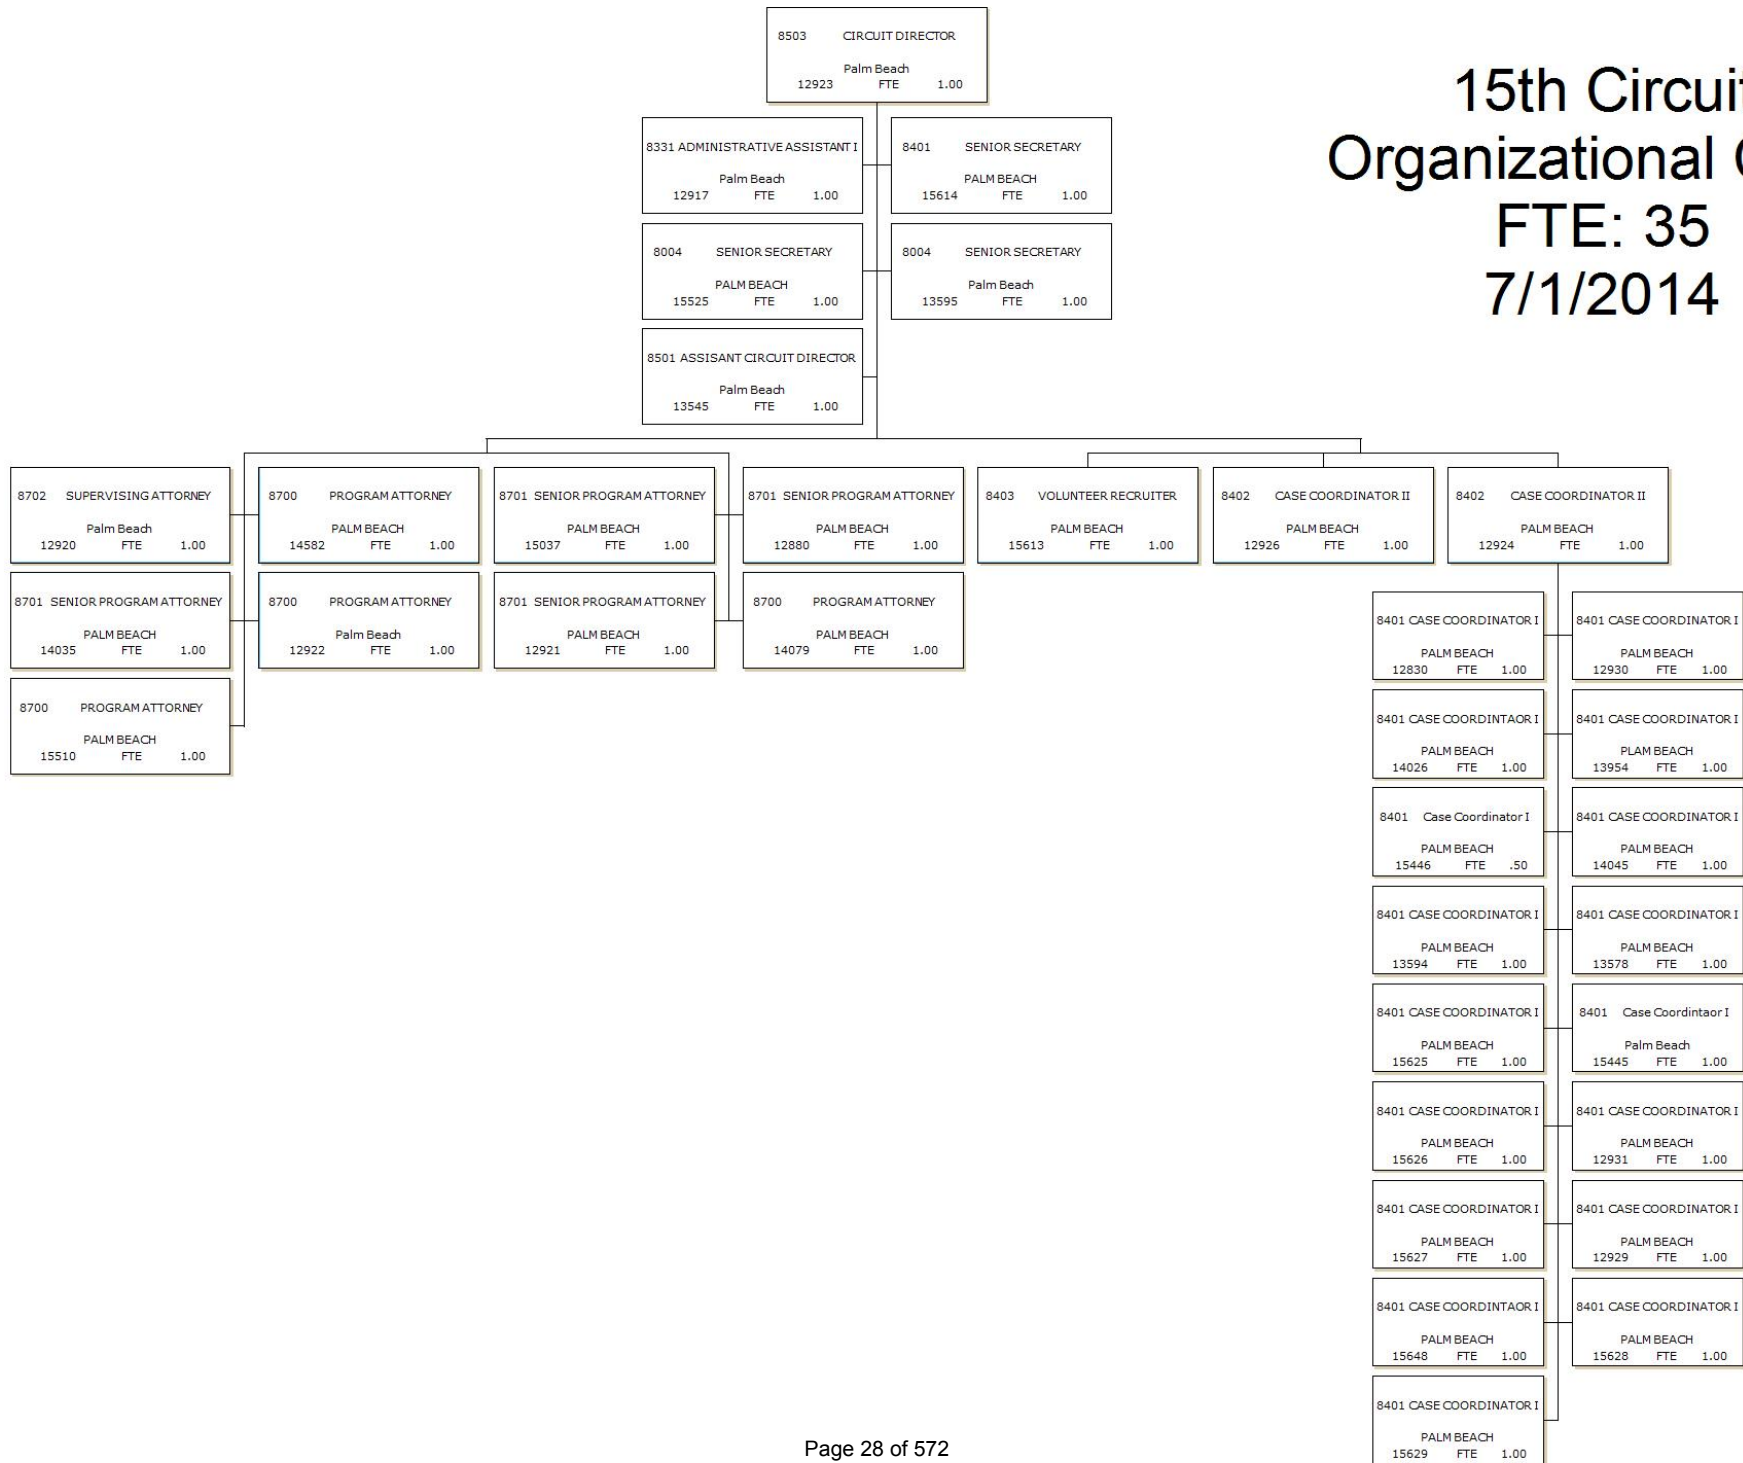 8503 CIRCUIT DIRECTOR
Palm Beach
12923 FTE 1.00
15th Circuit
Organizational
FTE: 35
7/1/2014
8331 ADMINISTRATIVE ASSISTANT I
Palm Beach
12917 FTE 1.00
8401 SENIOR SECRETARY
PALM BEACH
15614 FTE 1.00
8004 SENIOR SECRETARY
PALM BEACH
15525 FTE 1.00
8004 SENIOR SECRETARY
Palm Beach
13595 FTE 1.00
8501 ASSISANT CIRCUIT DIRECTOR
Palm Beach
13545 FTE 1.00
8702 SUPERVISING ATTORNEY
Palm Beach
12920 FTE 1.00
8700 PROGRAM ATTORNEY
PALM BEACH
14582 FTE 1.00
8701 SENIOR PROGRAM ATTORNEY
PALM BEACH
15037 FTE 1.00
8701 SENIOR PROGRAM ATTORNEY
PALM BEACH
12880 FTE 1.00
8403 VOLUNTEER RECRUITER
PALM BEACH
15613 FTE 1.00
8402 CASE COORDINATOR II
PALM BEACH
12926 FTE 1.00
8402 CASE COORDINATOR II
PALM BEACH
12924 FTE 1.00
8701 SENIOR PROGRAM ATTORNEY
PALM BEACH
14035 FTE 1.00
8700 PROGRAM ATTORNEY
Palm Beach
12922 FTE 1.00
8701 SENIOR PROGRAM ATTORNEY
PALM BEACH
12921 FTE 1.00
8700 PROGRAM ATTORNEY
PALM BEACH
14079 FTE 1.00
8700 PROGRAM ATTORNEY
PALM BEACH
15510 FTE 1.00
8401 CASE COORDINATOR I
PALM BEACH
12830 FTE 1.00
8401 CASE COORDINATOR I
PALM BEACH
12930 FTE 1.00
8401 CASE COORDINTAOR I
PALM BEACH
14026 FTE 1.00
8401 CASE COORDINATOR I
PLAM BEACH
13954 FTE 1.00
8401 Case Coordinator I
PALM BEACH
15446 FTE .50
8401 CASE COORDINATOR I
PALM BEACH
14045 FTE 1.00
8401 CASE COORDINATOR I
PALM BEACH
13594 FTE 1.00
8401 CASE COORDINATOR I
PALM BEACH
13578 FTE 1.00
8401 CASE COORDINATOR I
PALM BEACH
15625 FTE 1.00
8401 Case Coordintaor I
Palm Beach
15445 FTE 1.00
8401 CASE COORDINATOR I
PALM BEACH
15626 FTE 1.00
8401 CASE COORDINATOR I
PALM BEACH
12931 FTE 1.00
8401 CASE COORDINATOR I
PALM BEACH
15627 FTE 1.00
8401 CASE COORDINATOR I
PALM BEACH
12929 FTE 1.00
8401 CASE COORDINTAOR I
PALM BEACH
15648 FTE 1.00
8401 CASE COORDINATOR I
PALM BEACH
15628 FTE 1.00
8401 CASE COORDINATOR I
PALM BEACH
15629 FTE 1.00
Page 28 of 572